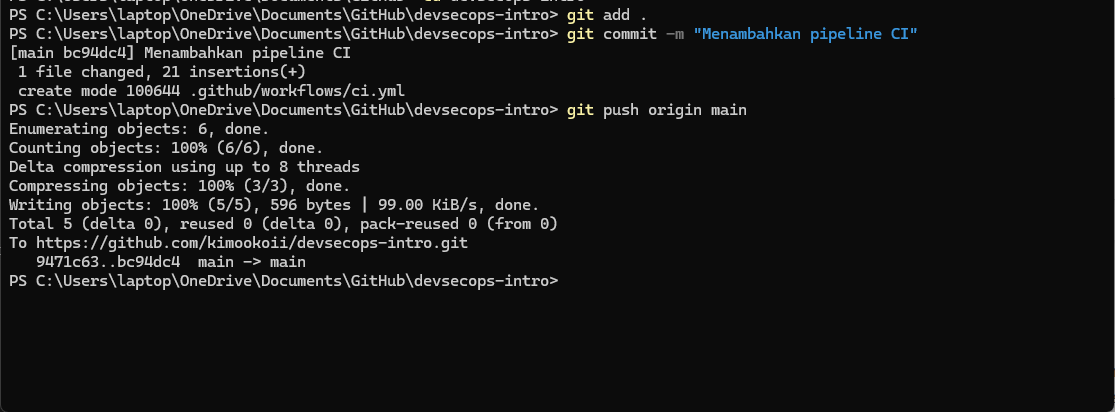 PS C:\Users\laptop\OneDrive\Documents\GitHub\devsecops-intro> git add .
PS C:\Users\laptop\OneDrive\Documents\GitHub\devsecops-intro> git commit -m "Menambahkan pipeline CI"
[main bc94dc4] Menambahkan pipeline CI
 1 file changed, 21 insertions(+)
 create mode 100644 .github/workflows/ci.yml
PS C:\Users\laptop\OneDrive\Documents\GitHub\devsecops-intro> git push origin main
Enumerating objects: 6, done.
Counting objects: 100% (6/6), done.
Delta compression using up to 8 threads
Compressing objects: 100% (3/3), done.
Writing objects: 100% (5/5), 596 bytes | 99.00 KiB/s, done.
Total 5 (delta 0), reused 0 (delta 0), pack-reused 0 (from 0)
To https://github.com/kimookoii/devsecops-intro.git
   9471c63..bc94dc4  main -> main
PS C:\Users\laptop\OneDrive\Documents\GitHub\devsecops-intro>